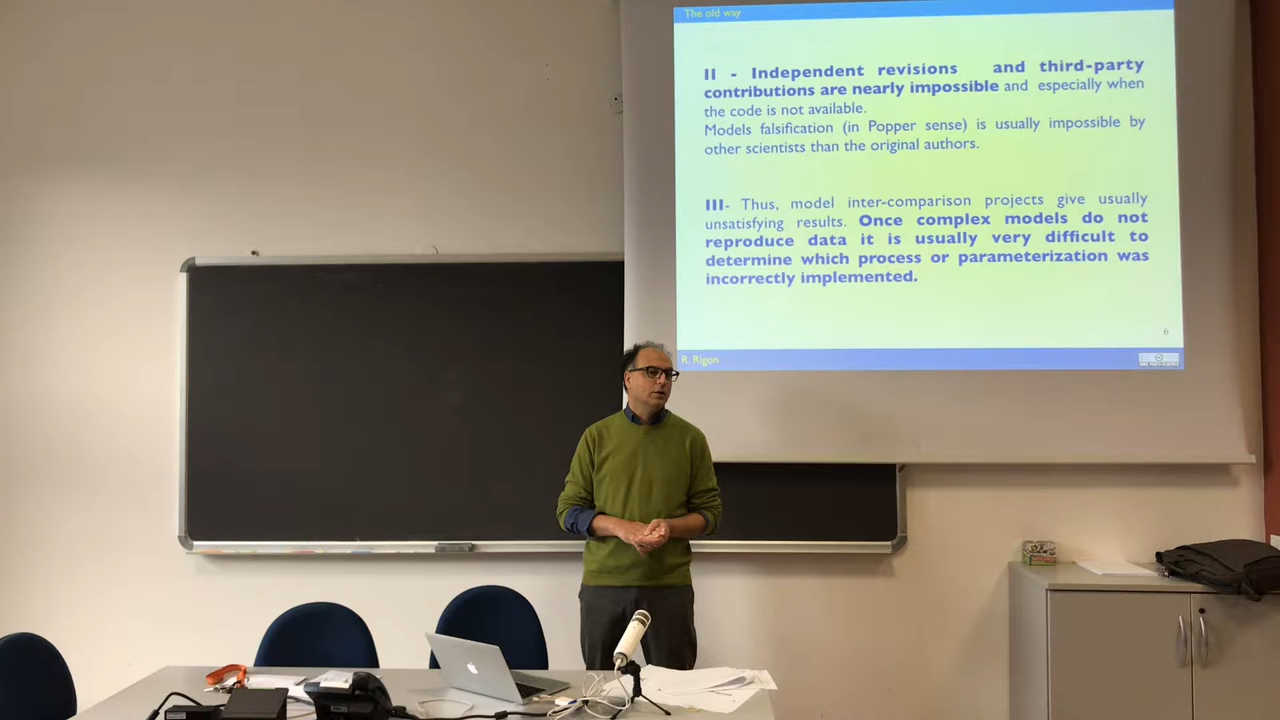 The old way
II - Independent revisions and third-party
contributions are nearly impossible and especially when
the code is not available.
Models falsification (in Popper sense) is usually impossible by
other scientists than the original authors.
III- Thus, model inter-comparison projects give usually
unsatisfying results. Once complex models do not
reproduce data it is usually very difficult to
determine which process or parameterization was
incorrectly implemented.
6
R. Rigon